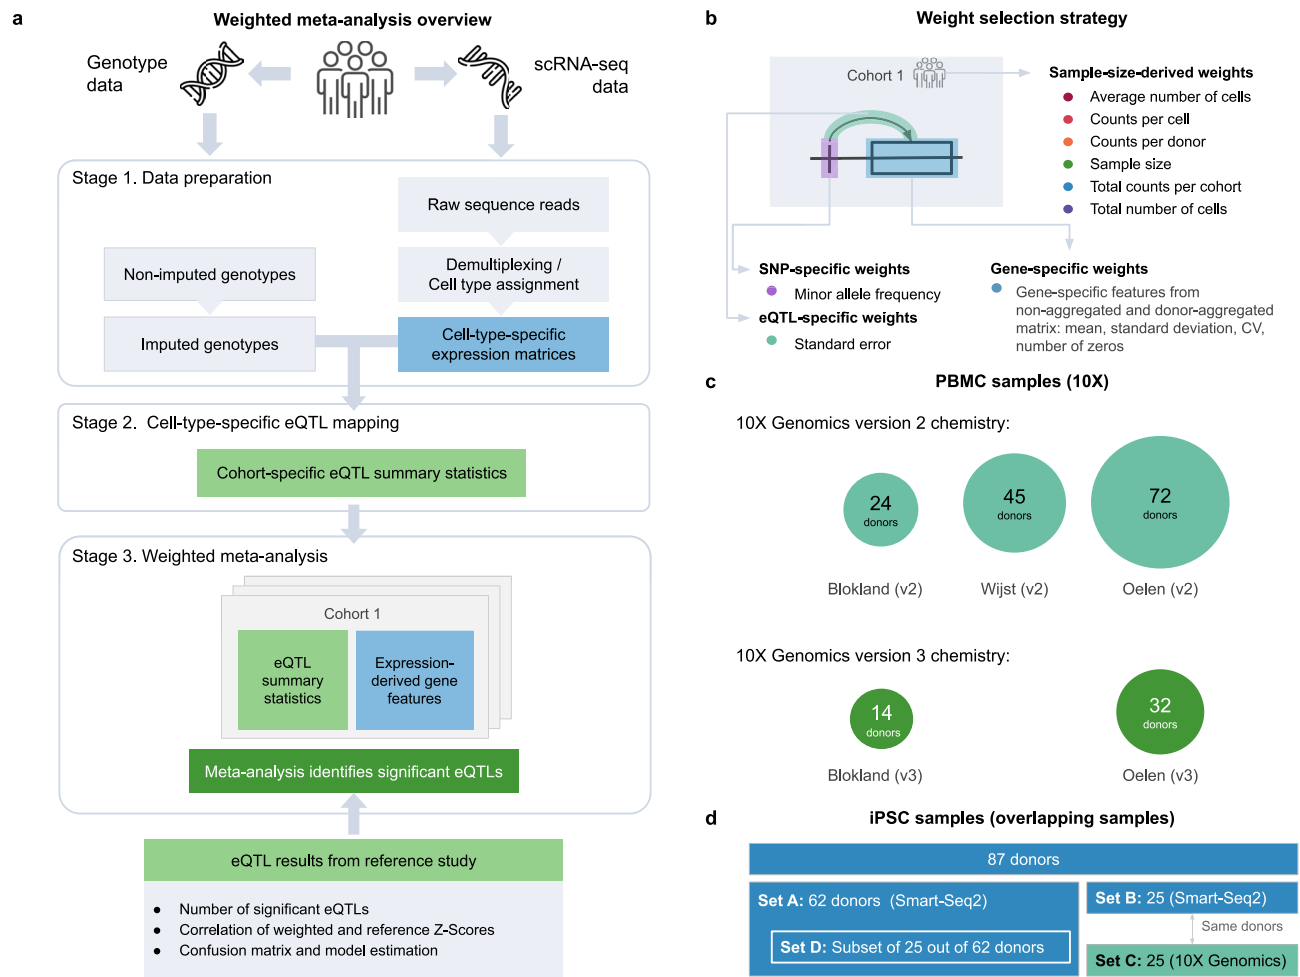 a
Weighted meta-analysis overview
Genotype
data
scRNA-seq
data
Stage 1. Data preparation
Raw sequence reads
Non-imputed genotypes
Demultiplexing /
Cell type assignment
Imputed genotypes
Cell-type-specific
expression matrices
Stage 2.  Cell-type-specific eQTL mapping
Cohort-specific eQTL summary statistics
Stage 3. Weighted meta-analysis
Cohort 1
eQTL
summary
statistics
Expression-
derived gene
features
Meta-analysis identifies significant eQTLs
eQTL results from reference study
● Number of significant eQTLs
● Correlation of weighted and reference Z-Scores
● Confusion matrix and model estimation
b
Weight selection strategy
Cohort 1
Sample-size-derived weights
Average number of cells
Counts per cell
Counts per donor
Sample size
Total counts per cohort
Total number of cells
SNP-specific weights
Minor allele frequency
eQTL-specific weights
Standard error
Gene-specific weights
Gene-specific features from
non-aggregated and donor-aggregated
matrix: mean, standard deviation, CV,
number of zeros
c
PBMC samples (10X)
10X Genomics version 2 chemistry:
24
donors
45
donors
72
donors
Blokland (v2)
Wijst (v2)
Oelen (v2)
10X Genomics version 3 chemistry:
14
donors
32
donors
Blokland (v3)
Oelen (v3)
d
iPSC samples (overlapping samples)
87 donors
Set A: 62 donors  (Smart-Seq2)
Set D: Subset of 25 out of 62 donors
Set B: 25 (Smart-Seq2)
Same donors
Set C: 25 (10X Genomics)